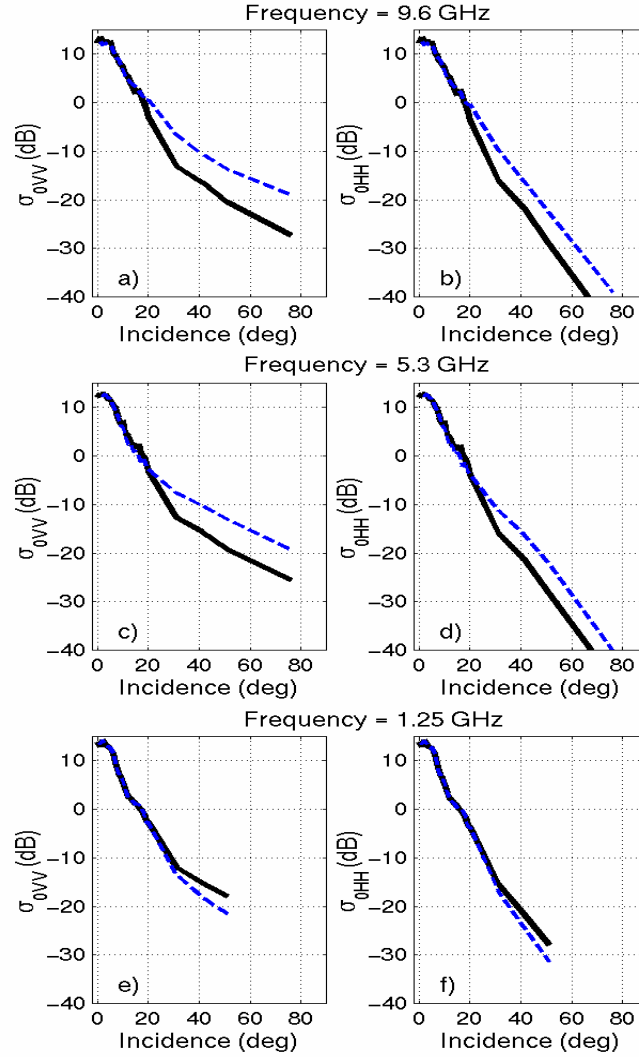 Frequency = 9.6 GHz
σ0VV (dB)
10
0
−10
−20
−30
−40
a)
0 20 40 60 80
Incidence (deg)
σ0HH (dB)
10
0
−10
−20
−30
−40
b)
0 20 40 60 80
Incidence (deg)
Frequency = 5.3 GHz
σ0VV (dB)
10
0
−10
−20
−30
−40
c)
0 20 40 60 80
Incidence (deg)
σ0HH (dB)
10
0
−10
−20
−30
−40
d)
0 20 40 60 80
Incidence (deg)
Frequency = 1.25 GHz
σ0VV (dB)
10
0
−10
−20
−30
−40
e)
0 20 40 60 80
Incidence (deg)
σ0HH (dB)
10
0
−10
−20
−30
−40
f)
0 20 40 60 80
Incidence (deg)